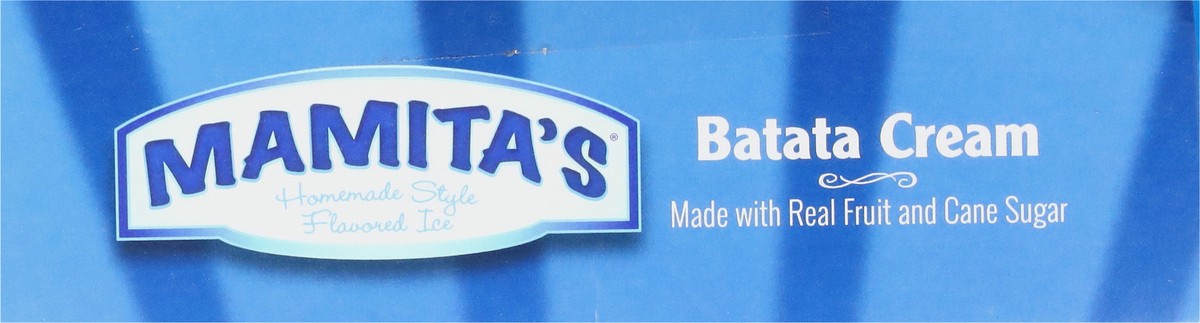 MAMITA'S®
Homemade Style
Flavored Ice
Batata Cream
Made with Real Fruit and Cane Sugar